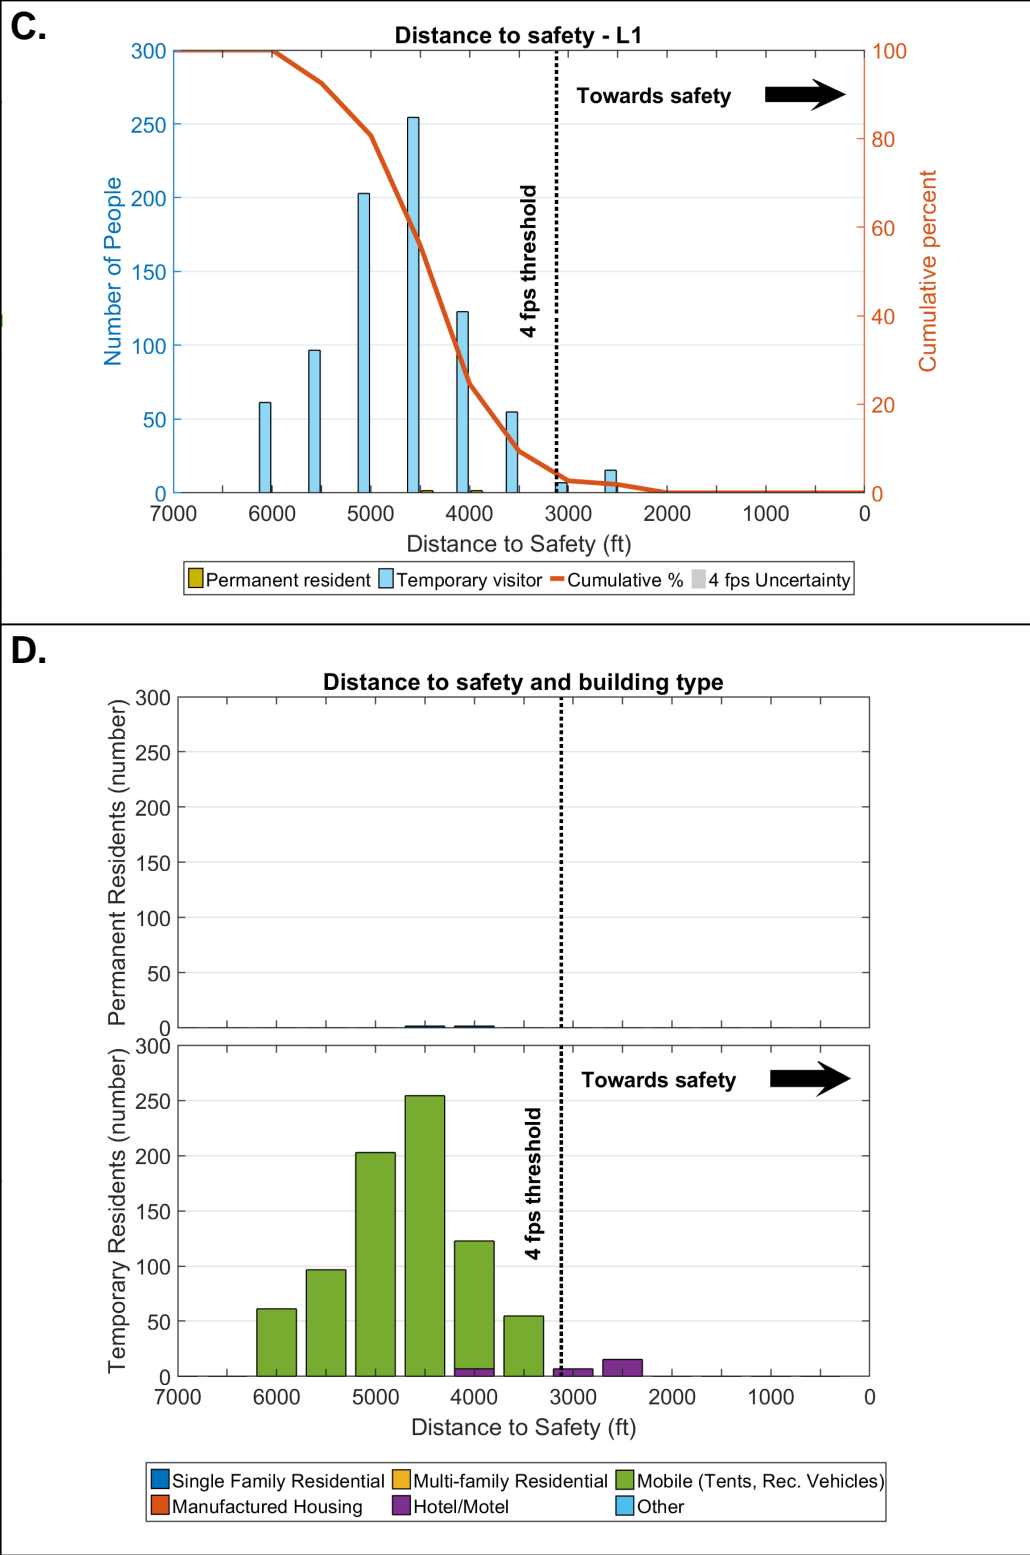 C.
Distance to safety - L1
300
250
200
150
100
50
0
Number of People
100
80
60
40
20
0
Cumulative percent
Towards safety
4 fps threshold
7000 6000 5000 4000 3000 2000 1000 0
Distance to Safety (ft)
Permanent resident Temporary visitor Cumulative % 4 fps Uncertainty
D.
Distance to safety and building type
300
250
200
150
100
50
0
Permanent Residents (number)
300
250
200
150
100
50
0
Temporary Residents (number)
Towards safety
4 fps threshold
7000 6000 5000 4000 3000 2000 1000 0
Distance to Safety (ft)
Single Family Residential Multi-family Residential Mobile (Tents, Rec. Vehicles)
Manufactured Housing Hotel/Motel Other